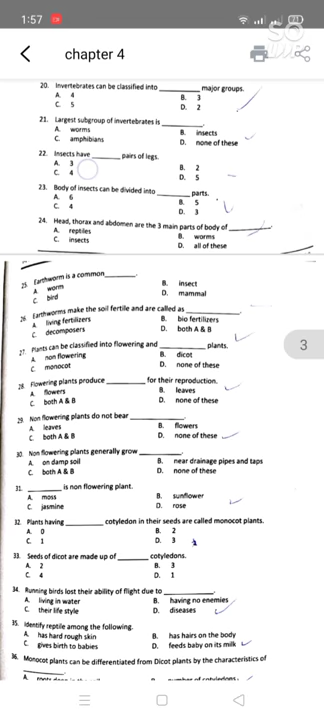 1:57
chapter 4
20. Invertebrates can be classified into __________ major groups.
A. 4 B. 3
C. 5 D. 2
21. Largest subgroup of invertebrates is __________
A. worms B. insects
C. amphibians D. none of these
22. Insects have ______ pairs of legs.
A. 3 B. 2
C. 4 D. 5
23. Body of insects can be divided into __________ parts.
A. 6 B. 5
C. 4 D. 3
24. Head, thorax and abdomen are the 3 main parts of body of __________
A. reptiles B. worms
C. insects D. all of these
3
25. Earthworm is a common________.
A. worm B. insect
C. bird D. mammal
26. Earthworms make the soil fertile and are called as __________
A. living fertilizers B. bio fertilizers
C. decomposers D. both A & B
27. Plants can be classified into flowering and __________ plants.
A. non flowering B. dicot
C. monocot D. none of these
28. Flowering plants produce __________ for their reproduction.
A. flowers B. leaves
C. both A & B D. none of these
29. Non flowering plants do not bear __________
A. leaves B. flowers
C. both A & B D. none of these
30. Non flowering plants generally grow __________
A. on damp soil B. near drainage pipes and taps
C. both A & B D. none of these
31. ________ is non flowering plant.
A. moss B. sunflower
C. jasmine D. rose
32. Plants having __________ cotyledon in their seeds are called monocot plants.
A. 0 B. 2
C. 1 D. 3
33. Seeds of dicot are made up of ________ cotyledons.
A. 2 B. 3
C. 4 D. 1
34. Running birds lost their ability of flight due to __________
A. living in water B. having no enemies
C. their life style D. diseases
35. Identify reptile among the following.
A. has hard rough skin B. has hairs on the body
C. gives birth to babies D. feeds baby on its milk
36. Monocot plants can be differentiated from Dicot plants by the characteristics of
__________
A. B. number of cotyledons.